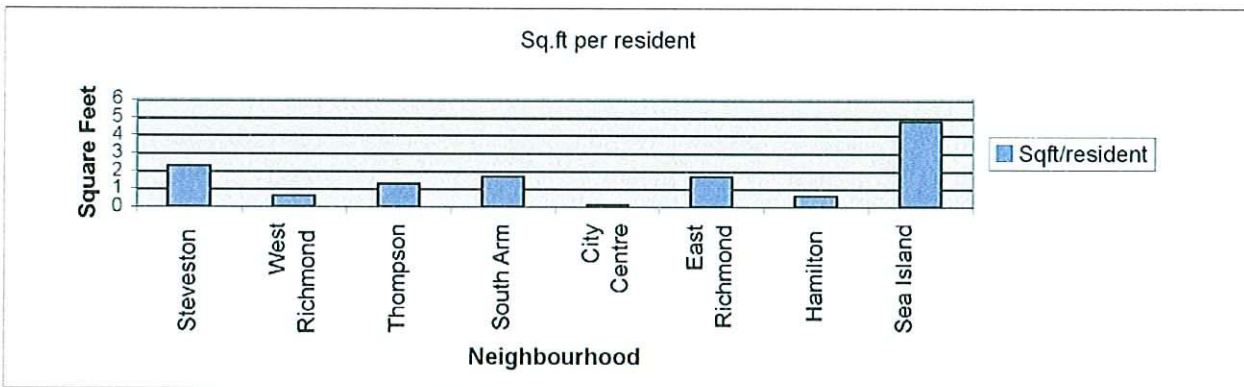 Sq.ft per resident
Square Feet
6
5
4
3
2
1
0
Steveston
West
Richmond
Thompson
South Arm
City
Centre
East
Richmond
Hamilton
Sea Island
Neighbourhood
Sqft/resident